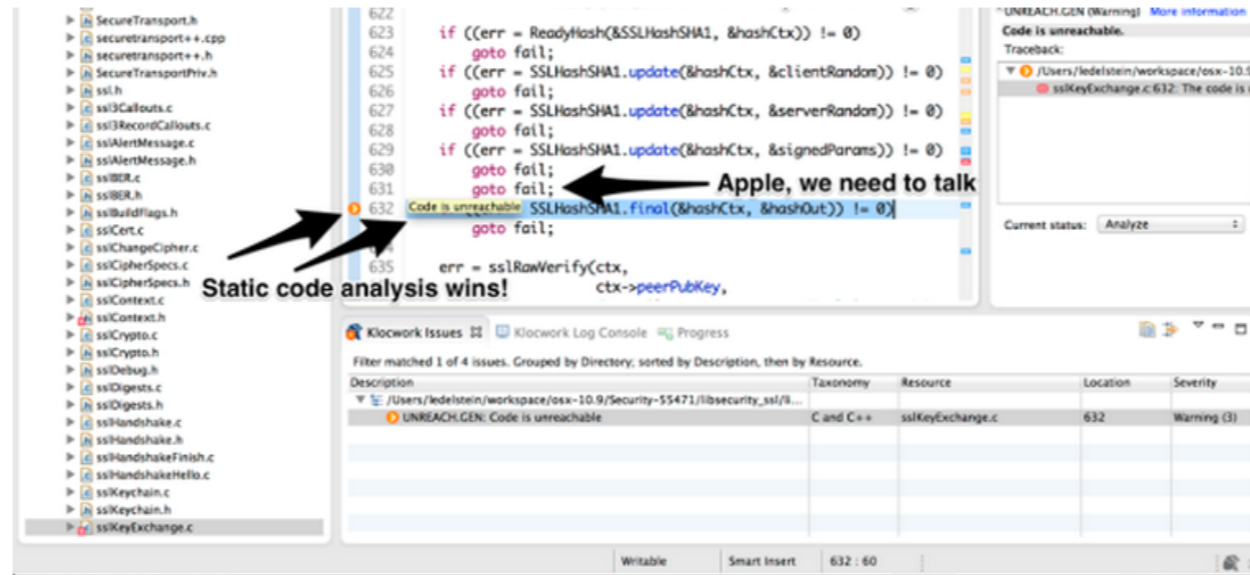 SecureTransport.h
securetransport++.cpp
securetransport++.h
SecureTransportPriv.h
ssl.h
ssl3Callouts.c
ssl3RecordCallouts.c
sslAlertMessage.c
sslAlertMessage.h
sslBER.c
sslBER.h
sslBuildFlags.h
sslCert.c
sslChangeCipher.c
sslCipherSpecs.c
sslCipherSpecs.h
sslContext.c
sslContext.h
sslCrypto.c
sslCrypto.h
sslDebug.h
sslDigests.c
sslDigests.h
sslHandshake.c
sslHandshake.h
sslHandshakeFinish.c
sslHandshakeHello.c
sslKeychain.c
sslKeychain.h
sslKeyExchange.c
622
623 if ((err = ReadyHash(&SSLHashSHA1, &hashCtx)) != 0)
624 goto fail;
625 if ((err = SSLHashSHA1.update(&hashCtx, &clientRandom)) != 0)
626 goto fail;
627 if ((err = SSLHashSHA1.update(&hashCtx, &serverRandom)) != 0)
628 goto fail;
629 if ((err = SSLHashSHA1.update(&hashCtx, &signedParams)) != 0)
630 goto fail;
631 goto fail;
Apple, we need to talk
632 Code is unreachable SSLHashSHA1.final(&hashCtx, &hashOut)) != 0)
goto fail;
635 err = sslRawVerify(ctx,
ctx->peerPubKey,
Static code analysis wins!
UNREACH.GEN (Warning) More information
Code is unreachable.
Traceback:
/Users/ledelstein/workspace/osx-10.9
sslKeyExchange.c:632: The code is
Current status: Analyze
Klocwork Issues Klocwork Log Console Progress
Filter matched 1 of 4 issues. Grouped by Directory; sorted by Description, then by Resource.
Description Taxonomy Resource Location Severity
/Users/ledelstein/workspace/osx-10.9/Security-55471/libsecurity_ssl/li...
UNREACH.GEN: Code is unreachable C and C++ sslKeyExchange.c 632 Warning (3)
Writable Smart Insert 632 : 60